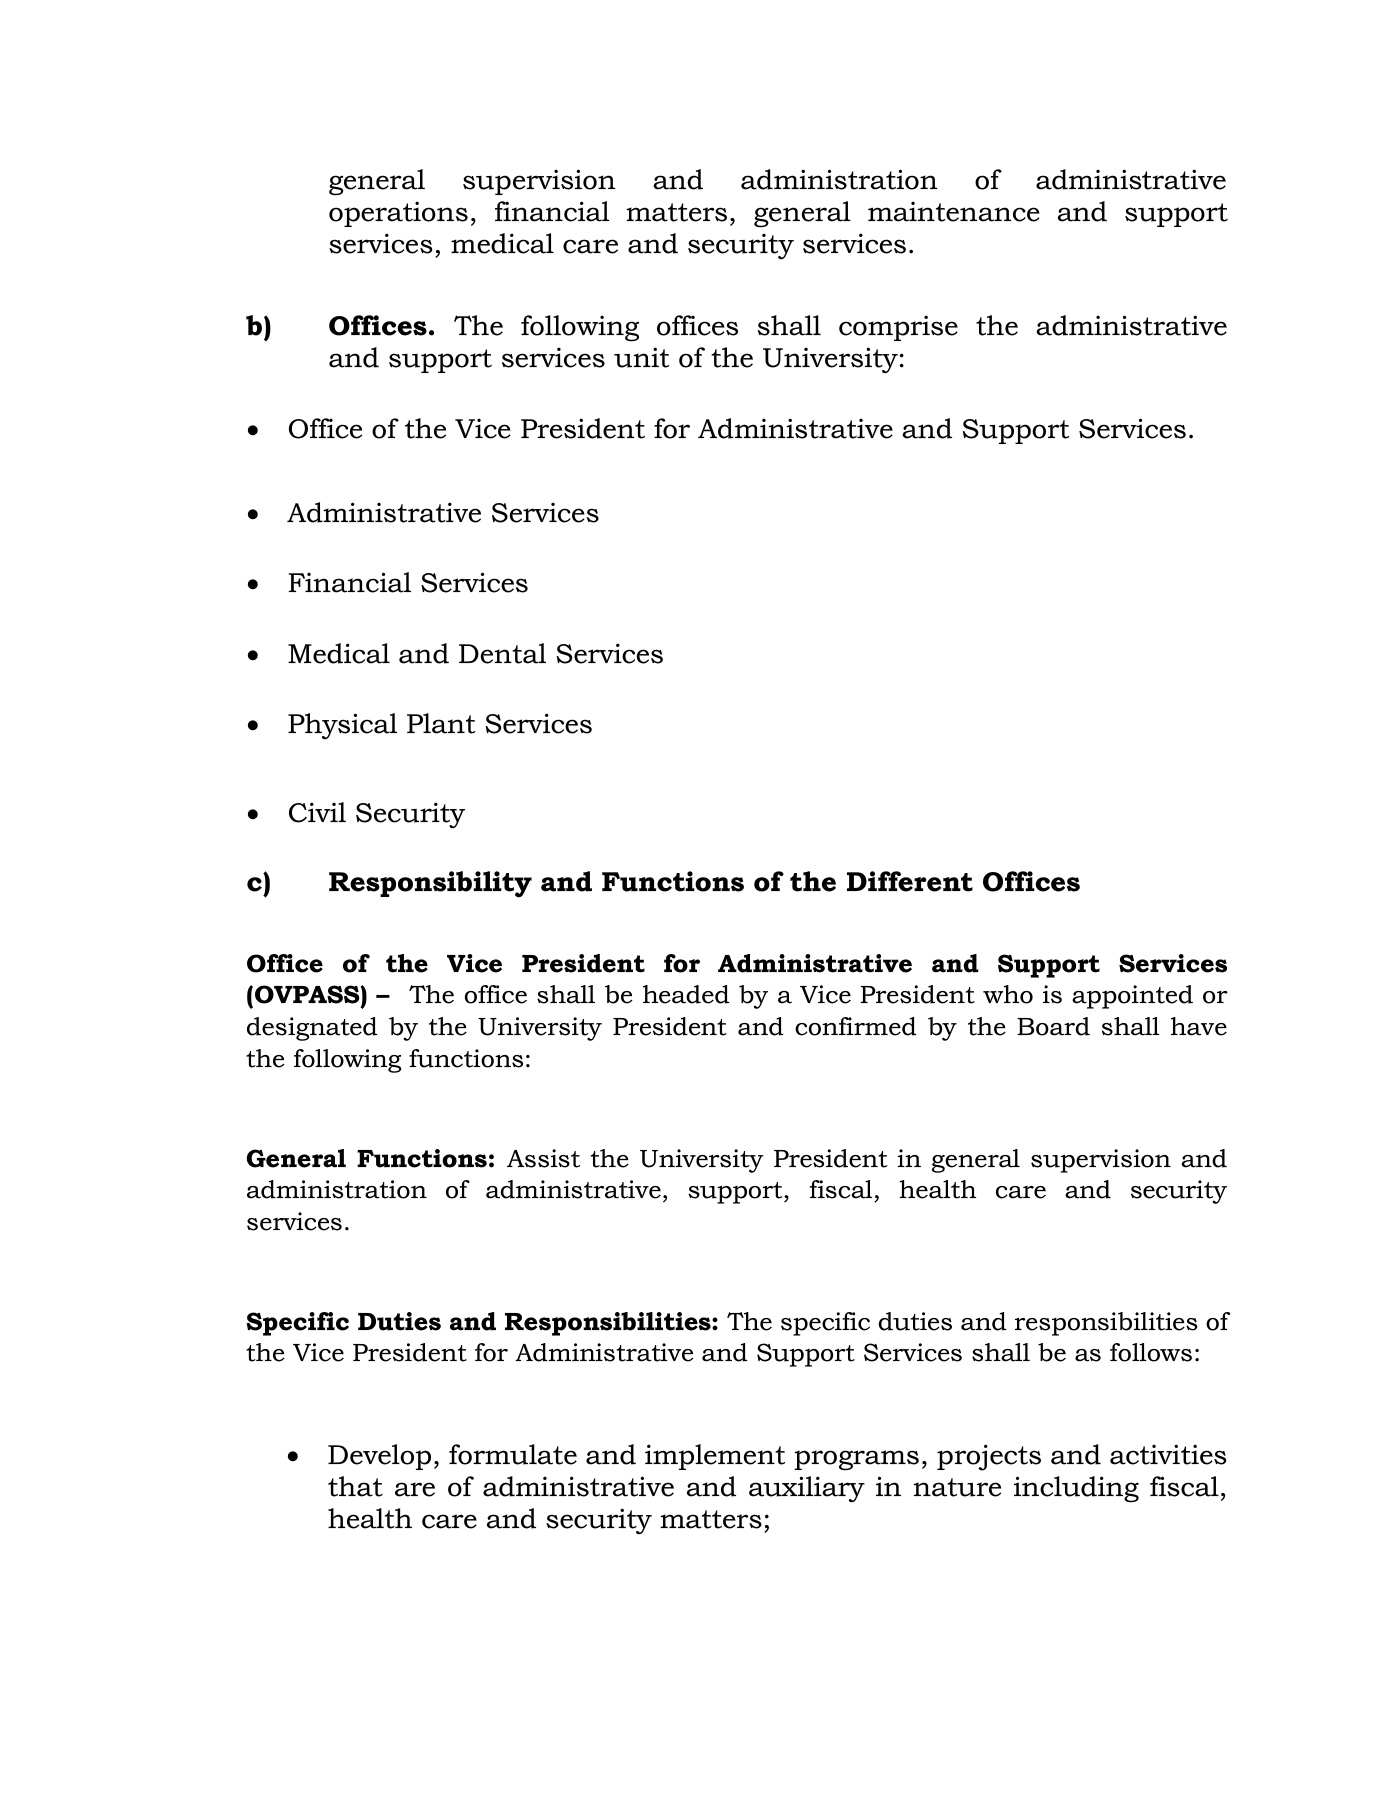 general supervision and administration of administrative
operations, financial matters, general maintenance and support
services, medical care and security services.
b) Offices. The following offices shall comprise the administrative
and support services unit of the University:
• Office of the Vice President for Administrative and Support Services.
• Administrative Services
• Financial Services
• Medical and Dental Services
• Physical Plant Services
• Civil Security
c) Responsibility and Functions of the Different Offices
Office of the Vice President for Administrative and Support Services
(OVPASS) – The office shall be headed by a Vice President who is appointed or
designated by the University President and confirmed by the Board shall have
the following functions:
General Functions: Assist the University President in general supervision and
administration of administrative, support, fiscal, health care and security
services.
Specific Duties and Responsibilities: The specific duties and responsibilities of
the Vice President for Administrative and Support Services shall be as follows:
• Develop, formulate and implement programs, projects and activities
that are of administrative and auxiliary in nature including fiscal,
health care and security matters;